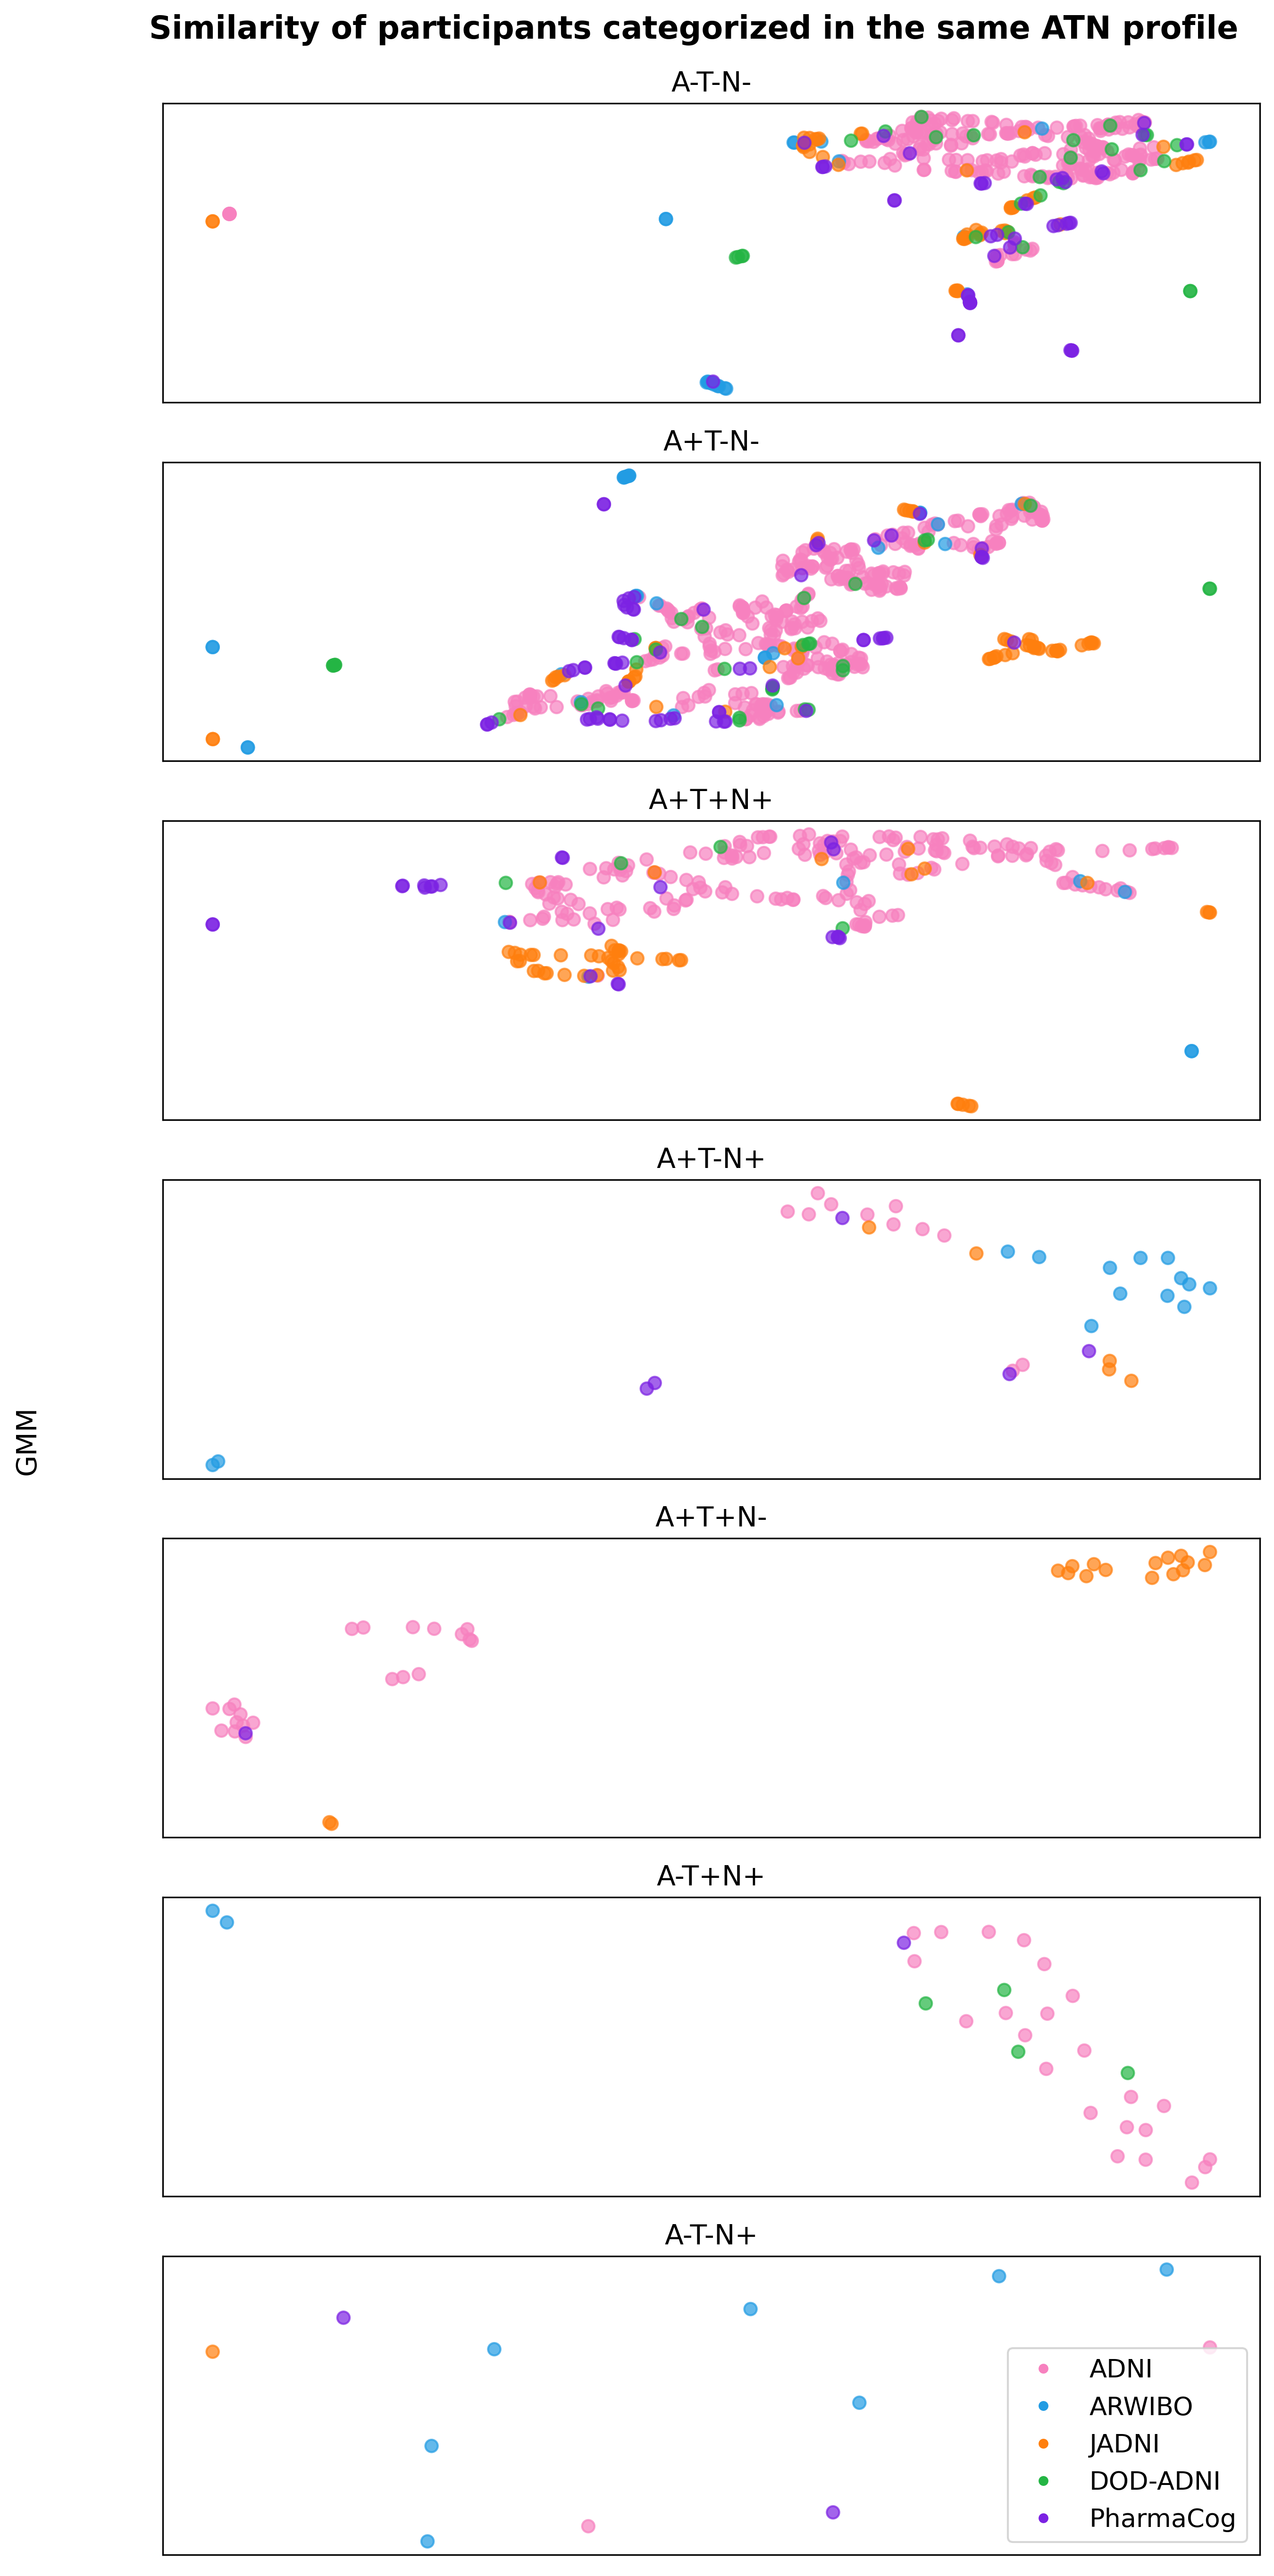 Similarity of participants categorized in the same ATN profile
A-T-N-
A+T-N-
A+T+N+
A+T-N+
GMM
A+T+N-
A-T+N+
A-T-N+
ADNI
ARWIBO
JADNI
DOD-ADNI
PharmaCog